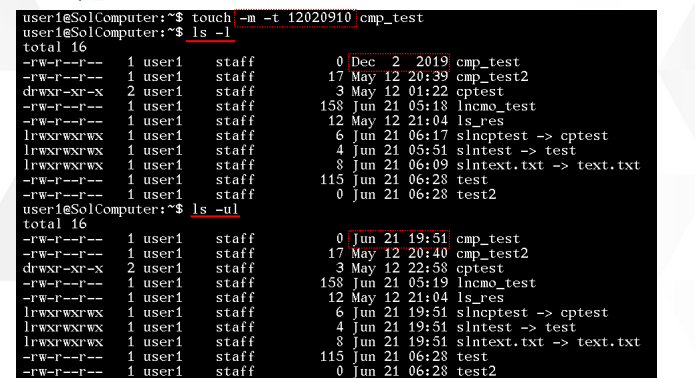 user1@SolComputer:~$ touch -m -t 12020910 cmp_test
user1@SolComputer:~$ ls -l
total 16
-rw-r--r-- 1 user1 staff 0 Dec 2 2019 cmp_test
-rw-r--r-- 1 user1 staff 17 May 12 20:39 cmp_test2
drwxr-xr-x 2 user1 staff 3 May 12 01:22 cptest
-rw-r--r-- 1 user1 staff 158 Jun 21 05:18 lncmo_test
-rw-r--r-- 1 user1 staff 12 May 12 21:04 ls_res
lrwxrwxrwx 1 user1 staff 6 Jun 21 06:17 slncptest -> cptest
lrwxrwxrwx 1 user1 staff 4 Jun 21 05:51 slntest -> test
lrwxrwxrwx 1 user1 staff 8 Jun 21 06:09 slntext.txt -> text.txt
-rw-r--r-- 1 user1 staff 115 Jun 21 06:28 test
-rw-r--r-- 1 user1 staff 0 Jun 21 06:28 test2
user1@SolComputer:~$ ls -ul
total 16
-rw-r--r-- 1 user1 staff 0 Jun 21 19:51 cmp_test
-rw-r--r-- 1 user1 staff 17 May 12 20:40 cmp_test2
drwxr-xr-x 2 user1 staff 3 May 12 22:58 cptest
-rw-r--r-- 1 user1 staff 158 Jun 21 05:19 lncmo_test
-rw-r--r-- 1 user1 staff 12 May 12 21:04 ls_res
lrwxrwxrwx 1 user1 staff 6 Jun 21 19:51 slncptest -> cptest
lrwxrwxrwx 1 user1 staff 4 Jun 21 19:51 slntest -> test
lrwxrwxrwx 1 user1 staff 8 Jun 21 19:51 slntext.txt -> text.txt
-rw-r--r-- 1 user1 staff 115 Jun 21 06:28 test
-rw-r--r-- 1 user1 staff 0 Jun 21 06:28 test2